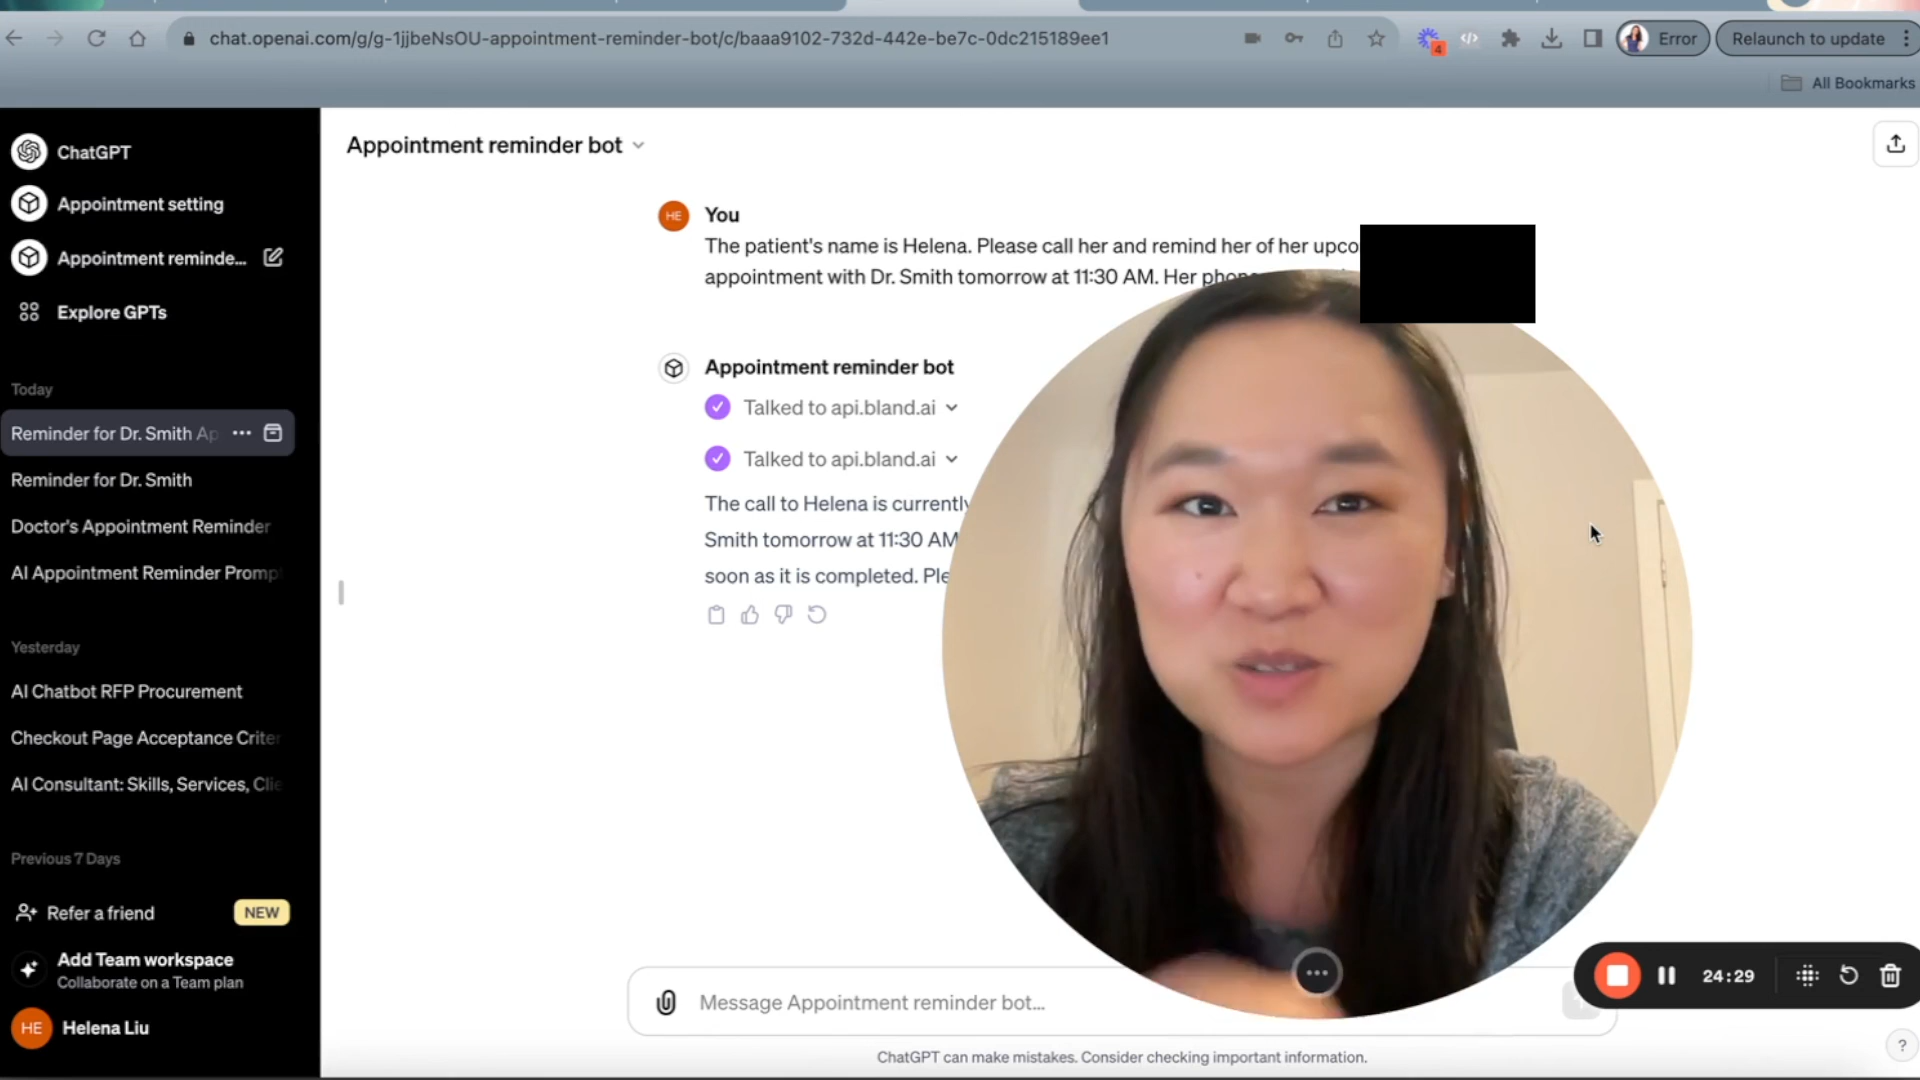 chat.openai.com/g/g-1jjbeNsOU-appointment-reminder-bot/c/baaa9102-732d-442e-be7c-0dc215189ee1
4
Error
Relaunch to update
All Bookmarks
ChatGPT
Appointment setting
Appointment reminde...
Explore GPTs
Today
Reminder for Dr. Smith Ap
Reminder for Dr. Smith
Doctor's Appointment Reminder
AI Appointment Reminder Promp
Yesterday
AI Chatbot RFP Procurement
Checkout Page Acceptance Criter
AI Consultant: Skills, Services, Clie
Previous 7 Days
Refer a friend
NEW
Add Team workspace
Collaborate on a Team plan
HE
Helena Liu
Appointment reminder bot
HE
You
The patient's name is Helena. Please call her and remind her of her upco
appointment with Dr. Smith tomorrow at 11:30 AM. Her phone
Appointment reminder bot
Talked to api.bland.ai
Talked to api.bland.ai
The call to Helena is currently
Smith tomorrow at 11:30 AM
soon as it is completed. Ple
Message Appointment reminder bot...
24:29
ChatGPT can make mistakes. Consider checking important information.
?